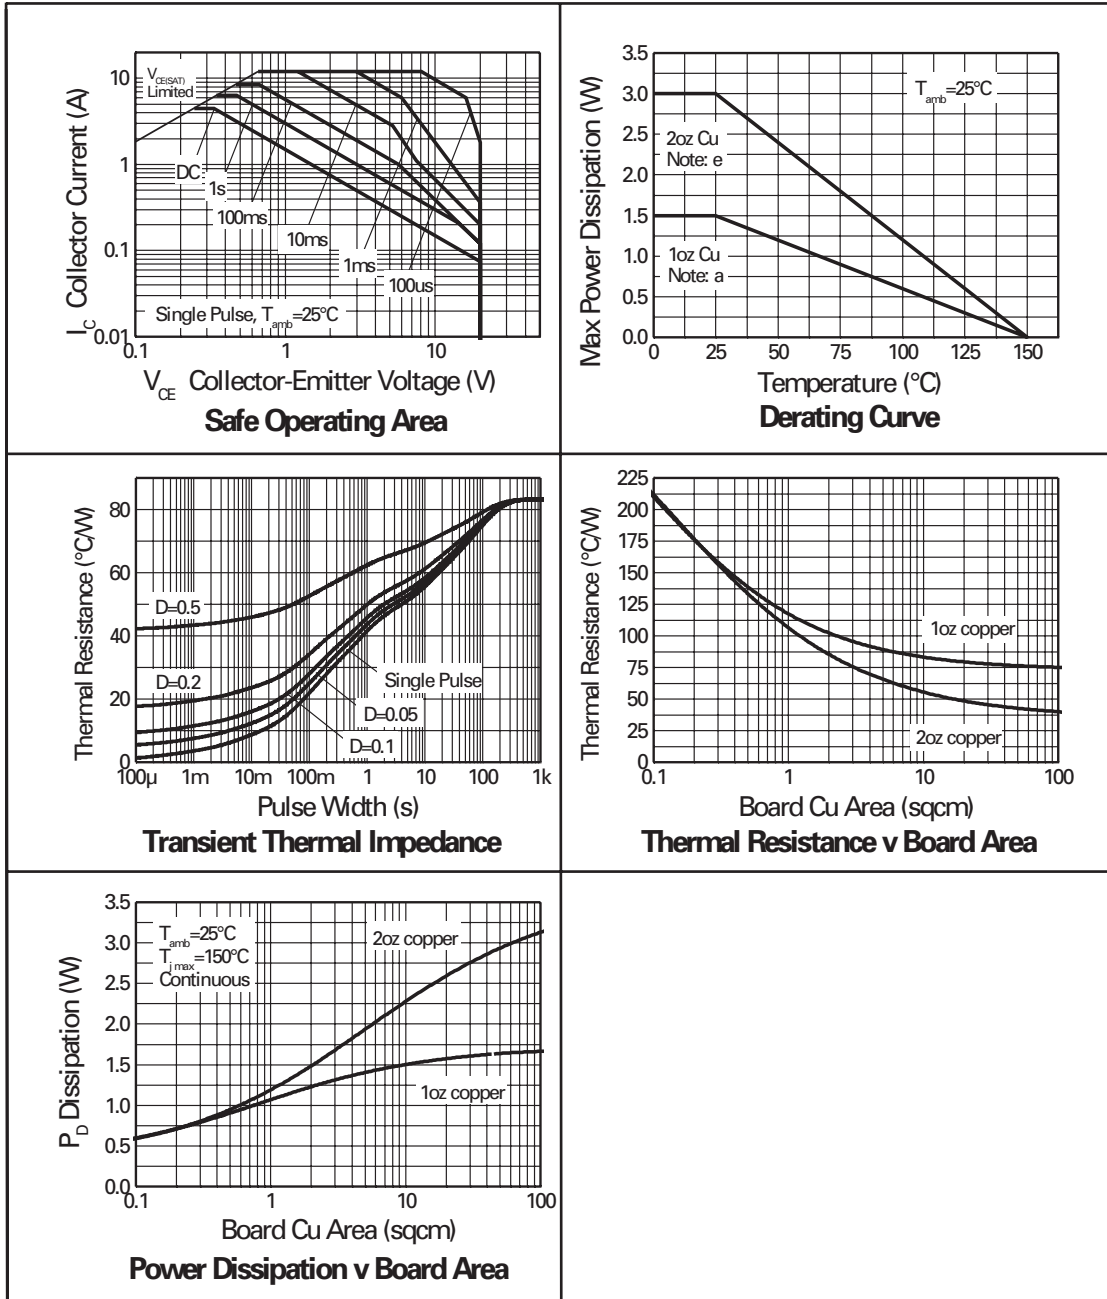 10
1
0.1
0.01
0.1
1
10
V_CE(SAT)
Limited
DC
1s
100ms
10ms
1ms
100us
Single Pulse, T_amb=25°C
I_C Collector Current (A)
V_CE Collector-Emitter Voltage (V)
Safe Operating Area
3.5
3.0
2.5
2.0
1.5
1.0
0.5
0.0
0
25
50
75
100
125
150
T_amb=25°C
2oz Cu
Note: e
1oz Cu
Note: a
Max Power Dissipation (W)
Temperature (°C)
Derating Curve
80
60
40
20
0
100µ
1m
10m
100m
1
10
100
1k
D=0.5
D=0.2
Single Pulse
D=0.05
D=0.1
Thermal Resistance (°C/W)
Pulse Width (s)
Transient Thermal Impedance
225
200
175
150
125
100
75
50
25
0
0.1
1
10
100
1oz copper
2oz copper
Thermal Resistance (°C/W)
Board Cu Area (sqcm)
Thermal Resistance v Board Area
3.5
3.0
2.5
2.0
1.5
1.0
0.5
0.0
0.1
1
10
100
T_amb=25°C
T_j max=150°C
Continuous
2oz copper
1oz copper
P_D Dissipation (W)
Board Cu Area (sqcm)
Power Dissipation v Board Area